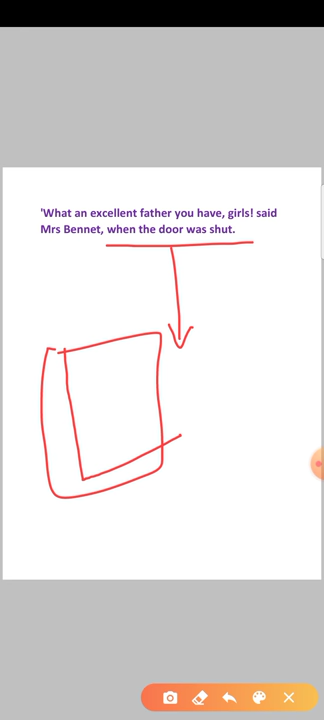 'What an excellent father you have, girls! said
Mrs Bennet, when the door was shut.